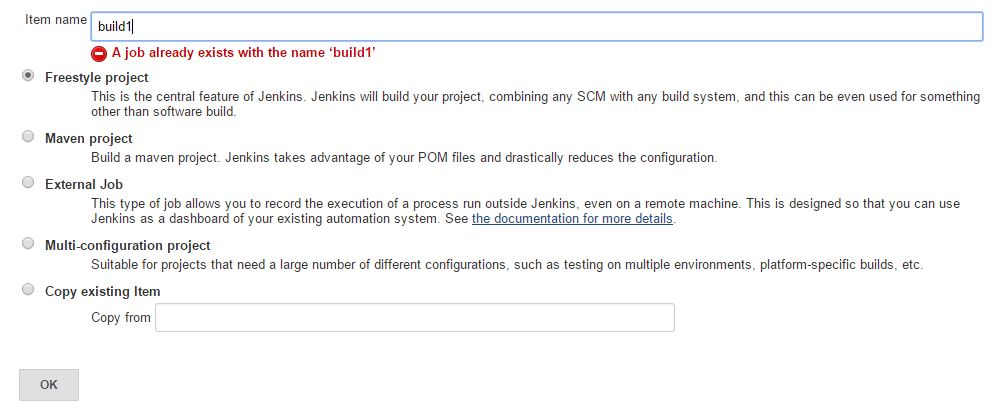 Item name build1
A job already exists with the name ‘build1’
Freestyle project
This is the central feature of Jenkins. Jenkins will build your project, combining any SCM with any build system, and this can be even used for something
other than software build.
Maven project
Build a maven project. Jenkins takes advantage of your POM files and drastically reduces the configuration.
External Job
This type of job allows you to record the execution of a process run outside Jenkins, even on a remote machine. This is designed so that you can use
Jenkins as a dashboard of your existing automation system. See the documentation for more details.
Multi-configuration project
Suitable for projects that need a large number of different configurations, such as testing on multiple environments, platform-specific builds, etc.
Copy existing Item
Copy from
OK